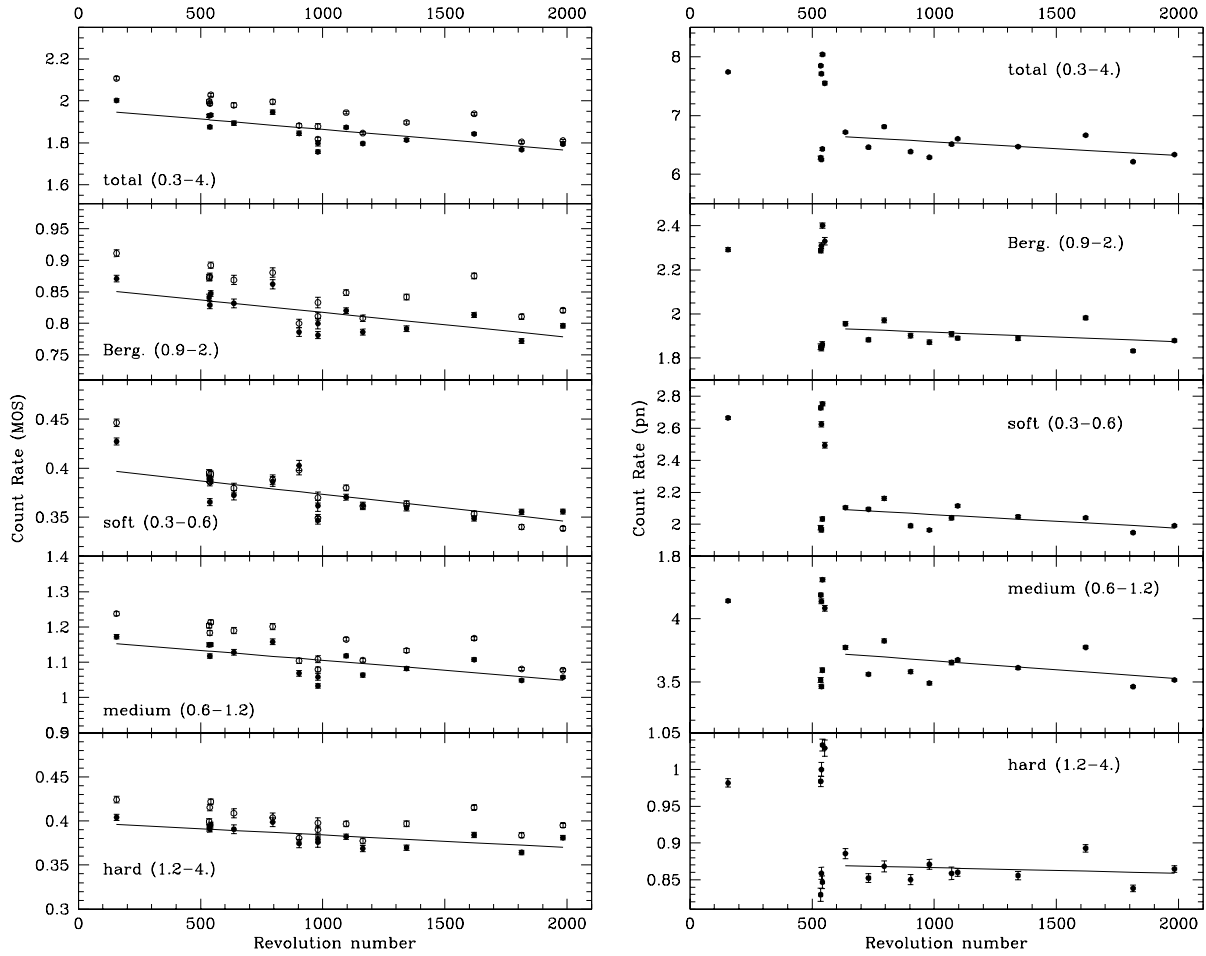 0 500 1000 1500 2000
2.2
2
1.8
1.6
total (0.3−4.)
0.95
0.9
0.85
0.8
0.75
Berg. (0.9−2.)
0.45
0.4
0.35
1.4
soft (0.3−0.6)
1.3
1.2
1.1
1
0.9
medium (0.6−1.2)
0.45
0.4
0.35
0.3
hard (1.2−4.)
Count Rate (MOS)
0 500 1000 1500 2000
Revolution number
0 500 1000 1500 2000
8
7
6
total (0.3−4.)
2.4
2.2
2
1.8
Berg. (0.9−2.)
2.8
2.6
2.4
2.2
2
1.8
soft (0.3−0.6)
4
3.5
medium (0.6−1.2)
1.05
1
0.95
0.9
0.85
hard (1.2−4.)
Count Rate (pn)
0 500 1000 1500 2000
Revolution number